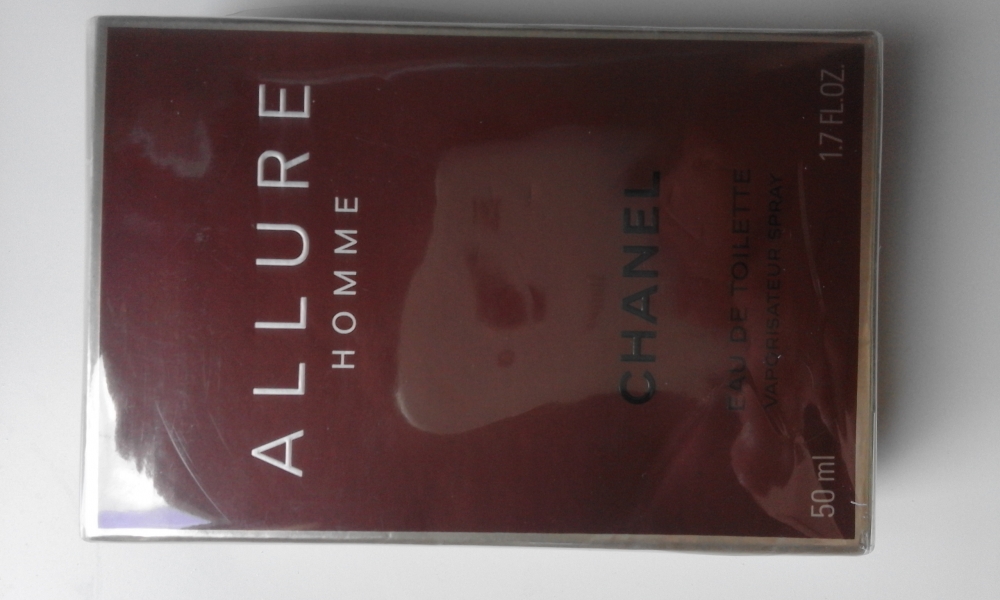 ALLURE
HOMME
CHANEL
EAU DE TOILETTE
VAPORISATEUR SPRAY
50 ml 1.7 FL.OZ.